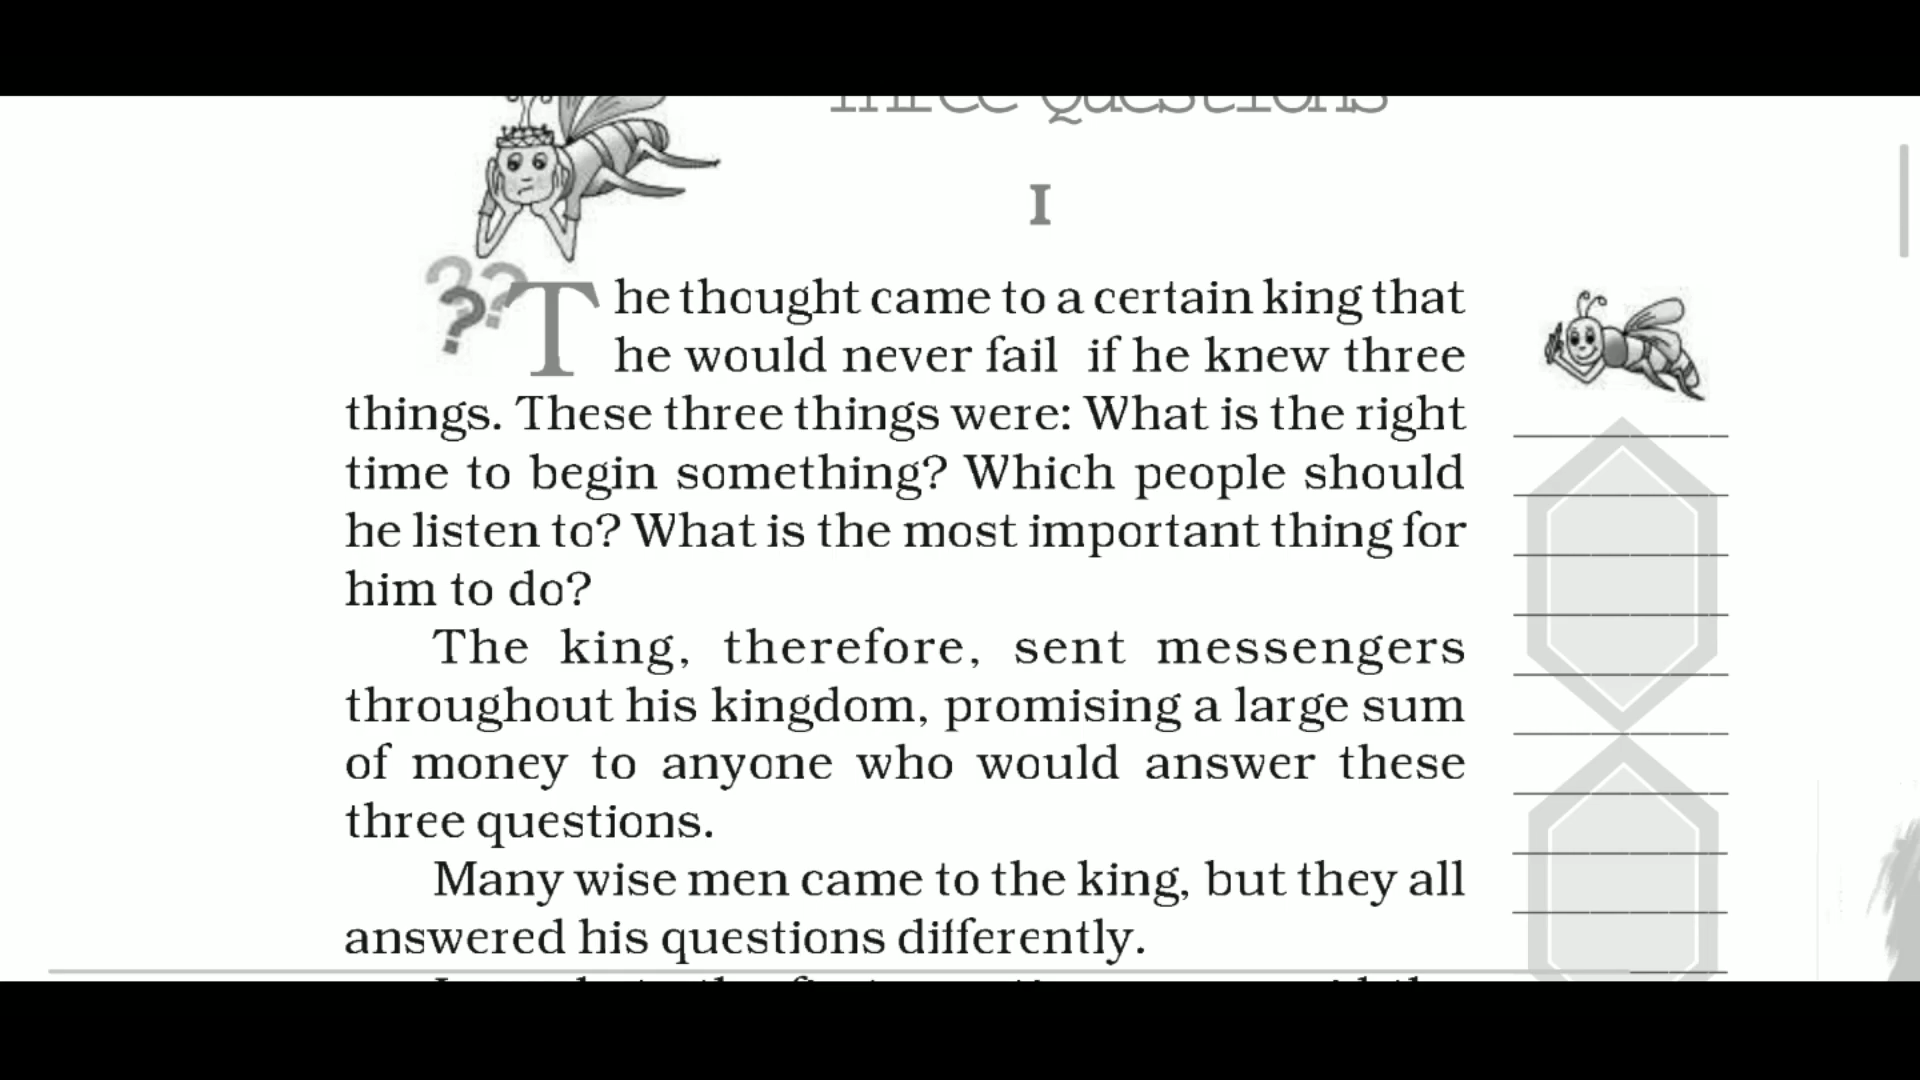 Three Questions
I
The thought came to a certain king that
he would never fail if he knew three
things. These three things were: What is the right
time to begin something? Which people should
he listen to? What is the most important thing for
him to do?
The king, therefore, sent messengers
throughout his kingdom, promising a large sum
of money to anyone who would answer these
three questions.
Many wise men came to the king, but they all
answered his questions differently.